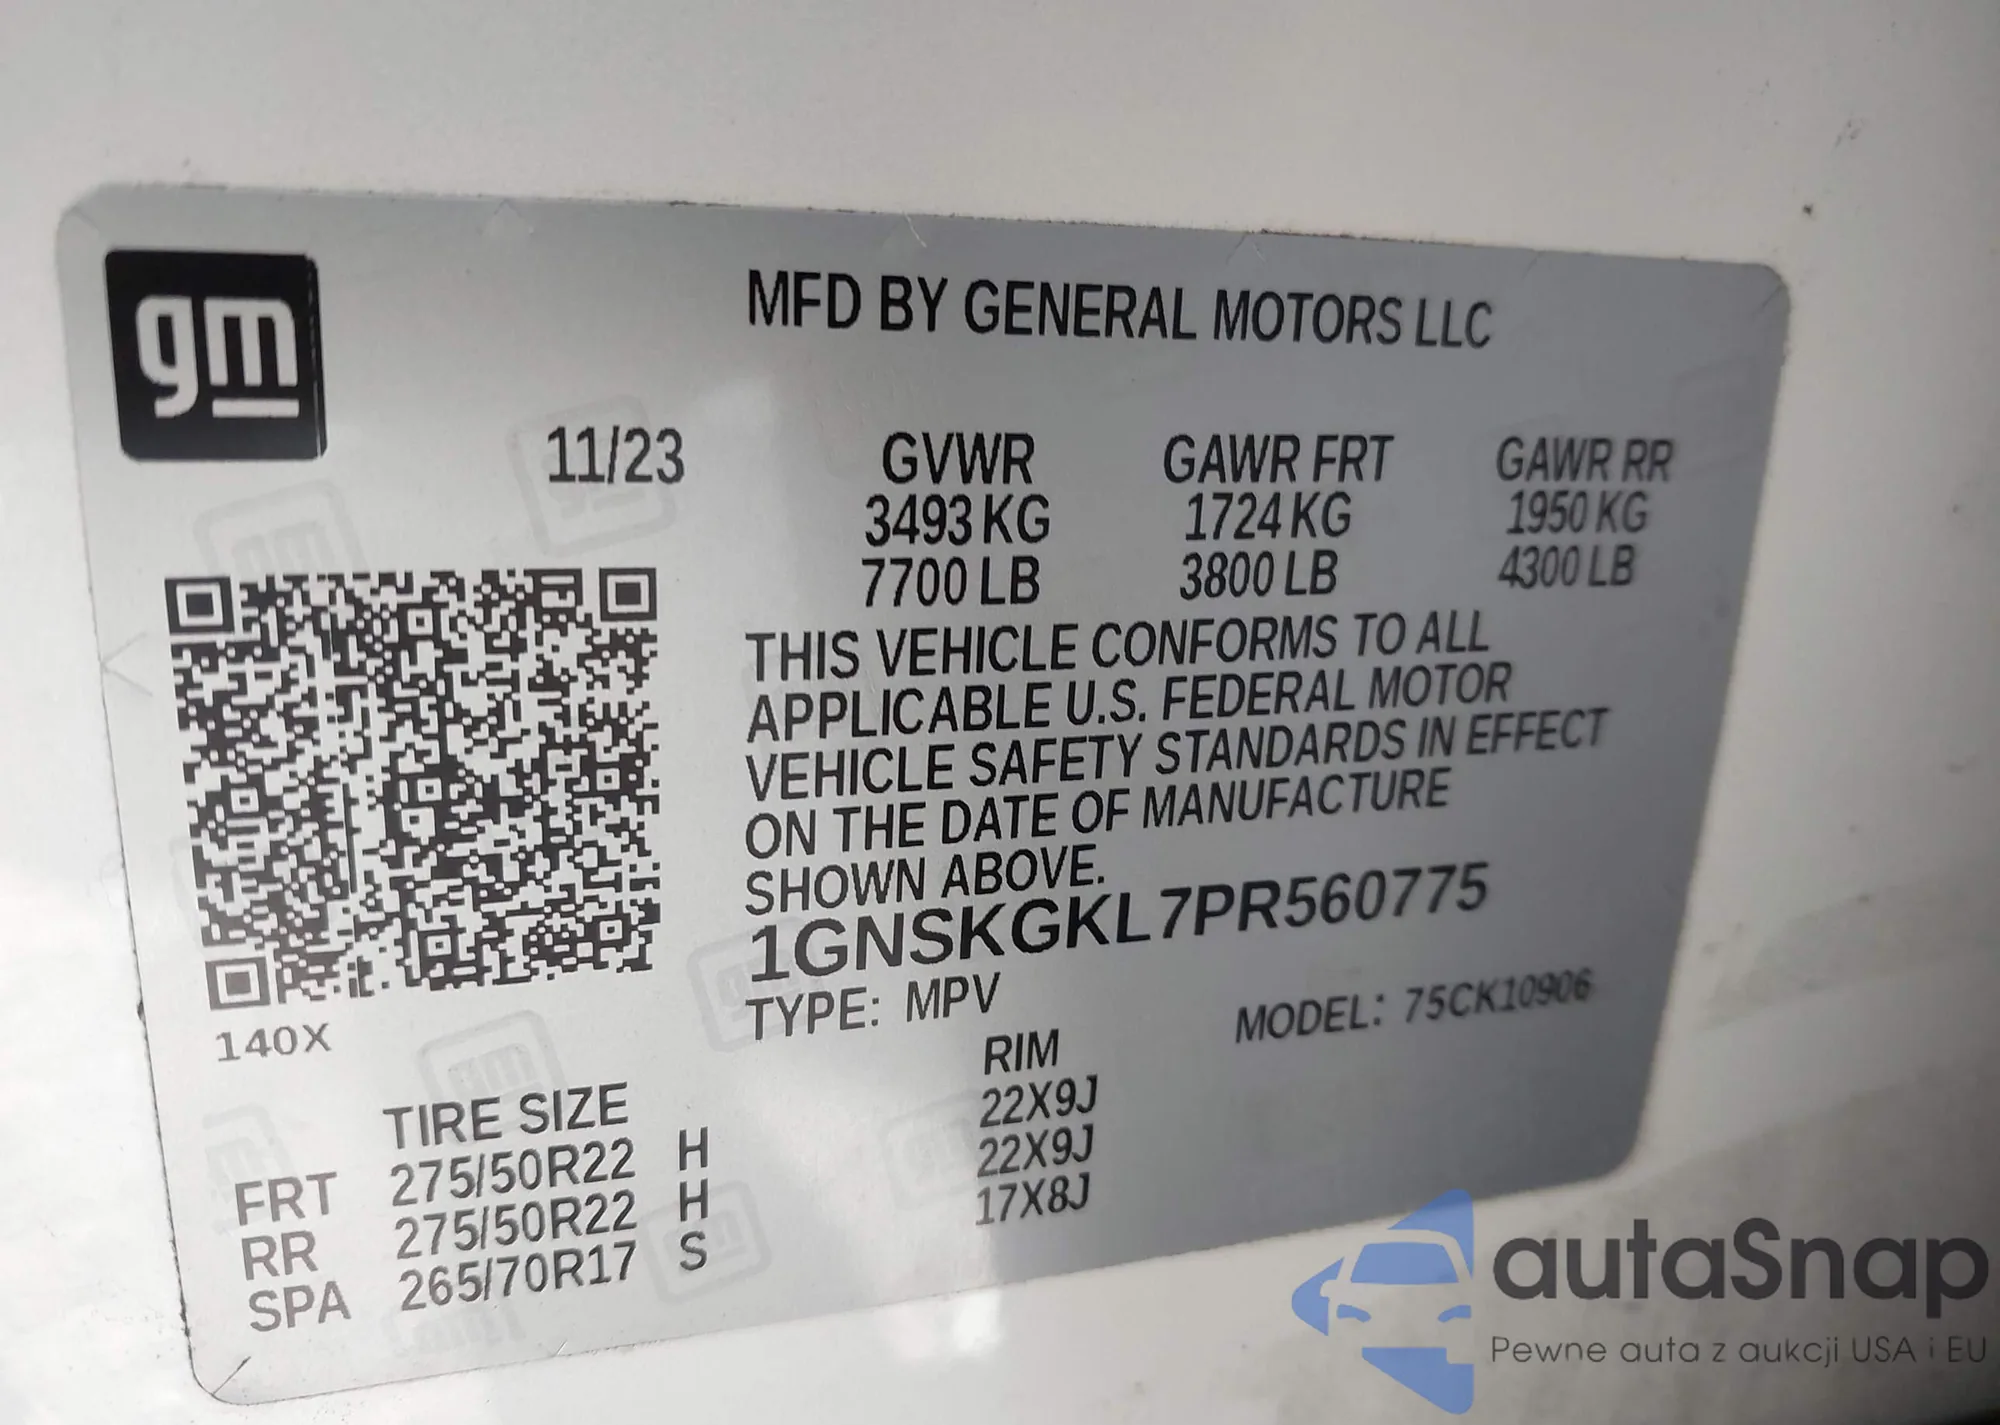 gm
MFD BY GENERAL MOTORS LLC
11/23
GVWR GAWR FRT GAWR RR
3493 KG 1724 KG 1950 KG
7700 LB 3800 LB 4300 LB
THIS VEHICLE CONFORMS TO ALL
APPLICABLE U.S. FEDERAL MOTOR
VEHICLE SAFETY STANDARDS IN EFFECT
ON THE DATE OF MANUFACTURE
SHOWN ABOVE.
1GNSKGKL7PR560775
TYPE: MPV MODEL: 75CK10906
140X
TIRE SIZE RIM
FRT 275/50R22 H 22X9J
RR 275/50R22 H 22X9J
SPA 265/70R17 S 17X8J
autaSnap
Pewne auta z aukcji USA i EU